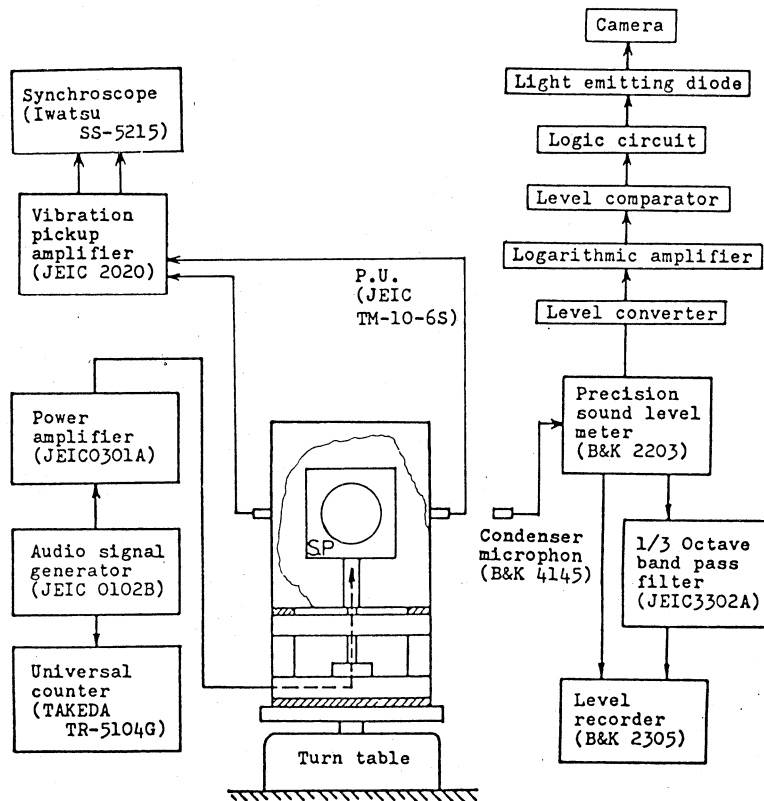 Camera
Light emitting diode
Logic circuit
Level comparator
Logarithmic amplifier
Level converter
Precision
sound level
meter
(B&K 2203)
1/3 Octave
band pass
filter
(JEIC3302A)
Level
recorder
(B&K 2305)
Condenser
microphon
(B&K 4145)
Synchroscope
(Iwatsu
SS-5215)
Vibration
pickup
amplifier
(JEIC 2020)
P.U.
(JEIC
TM-10-6S)
Power
amplifier
(JEIC0301A)
Audio signal
generator
(JEIC 0102B)
Universal
counter
(TAKEDA
TR-5104G)
S.P
Turn table